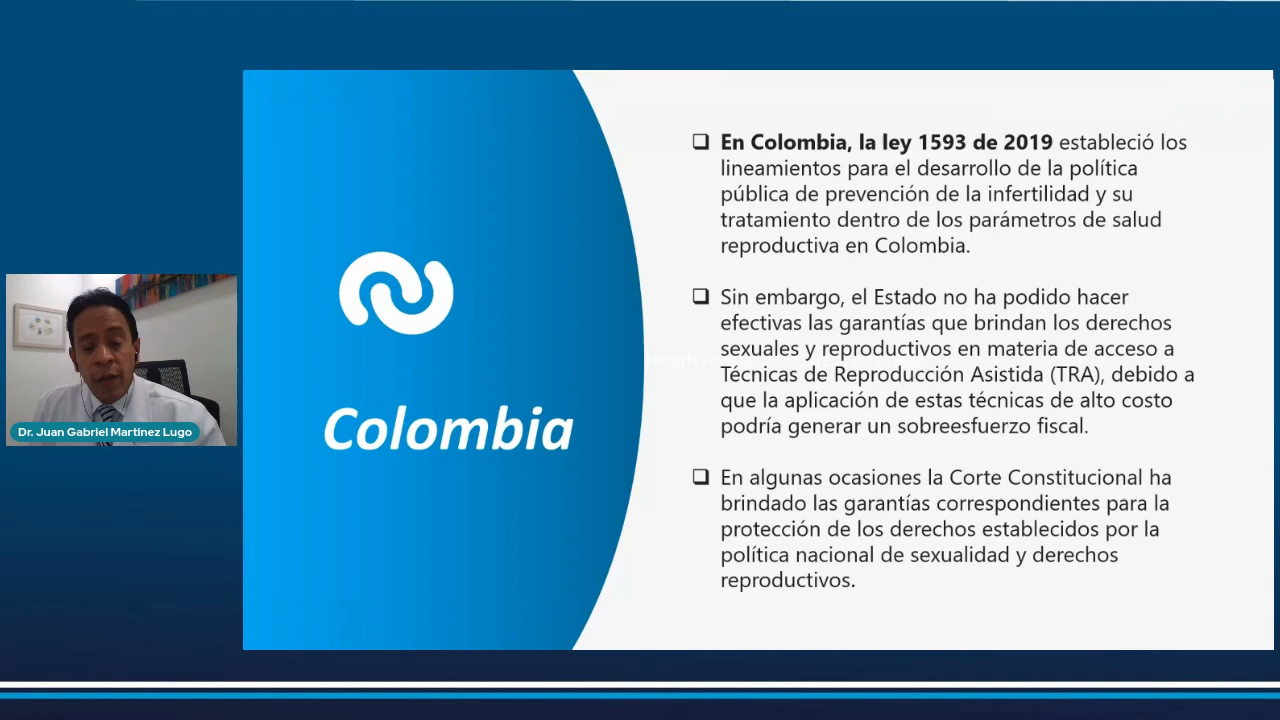 Dr. Juan Gabriel Martinez Lugo
Colombia
En Colombia, la ley 1593 de 2019 estableció los
lineamientos para el desarrollo de la política
pública de prevención de la infertilidad y su
tratamiento dentro de los parámetros de salud
reproductiva en Colombia.
Sin embargo, el Estado no ha podido hacer
efectivas las garantías que brindan los derechos
sexuales y reproductivos en materia de acceso a
Técnicas de Reproducción Asistida (TRA), debido a
que la aplicación de estas técnicas de alto costo
podría generar un sobreesfuerzo fiscal.
En algunas ocasiones la Corte Constitucional ha
brindado las garantías correspondientes para la
protección de los derechos establecidos por la
política nacional de sexualidad y derechos
reproductivos.